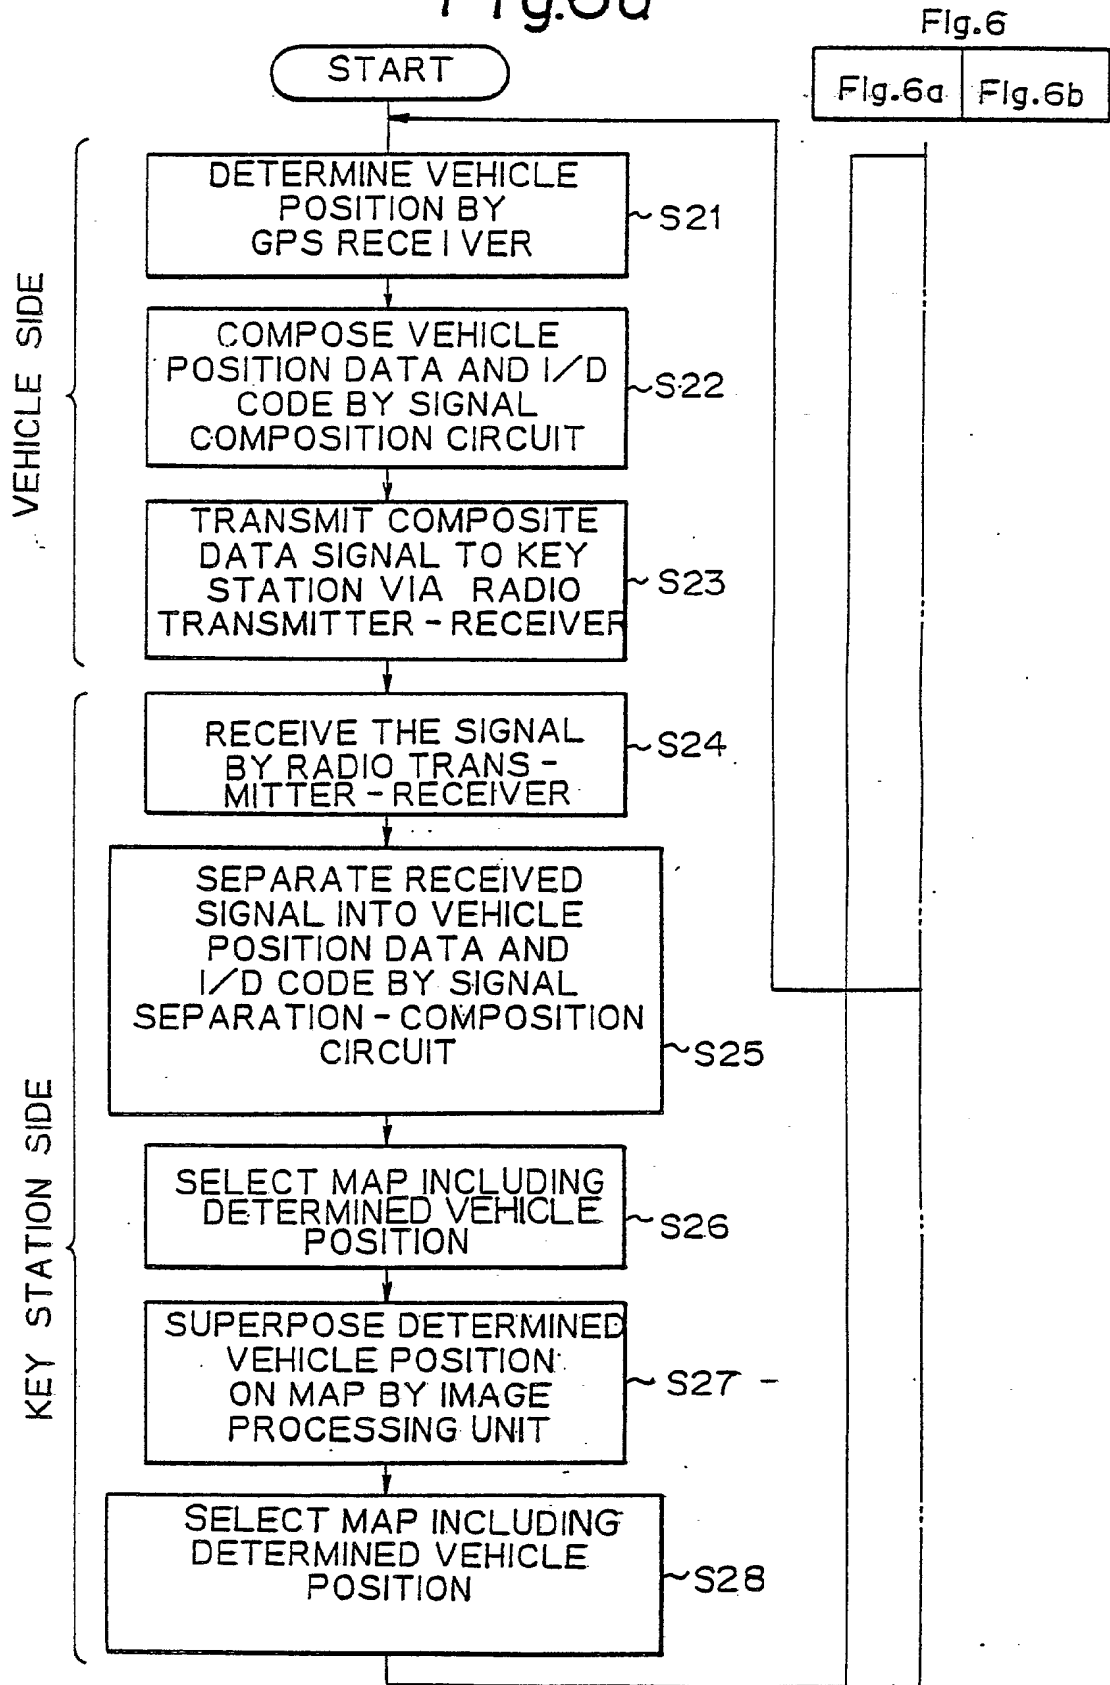 Fig.6a
Fig.6
Fig.6a Fig.6b
START
VEHICLE SIDE
DETERMINE VEHICLE
POSITION BY
GPS RECEIVER
S21
COMPOSE VEHICLE
POSITION DATA AND I/D
CODE BY SIGNAL
COMPOSITION CIRCUIT
S22
TRANSMIT COMPOSITE
DATA SIGNAL TO KEY
STATION VIA RADIO
TRANSMITTER-RECEIVER
S23
KEY STATION SIDE
RECEIVE THE SIGNAL
BY RADIO TRANS-
MITTER-RECEIVER
S24
SEPARATE RECEIVED
SIGNAL INTO VEHICLE
POSITION DATA AND
I/D CODE BY SIGNAL
SEPARATION-COMPOSITION
CIRCUIT
S25
SELECT MAP INCLUDING
DETERMINED VEHICLE
POSITION
S26
SUPERPOSE DETERMINED
VEHICLE POSITION
ON MAP BY IMAGE
PROCESSING UNIT
S27
SELECT MAP INCLUDING
DETERMINED VEHICLE
POSITION
S28